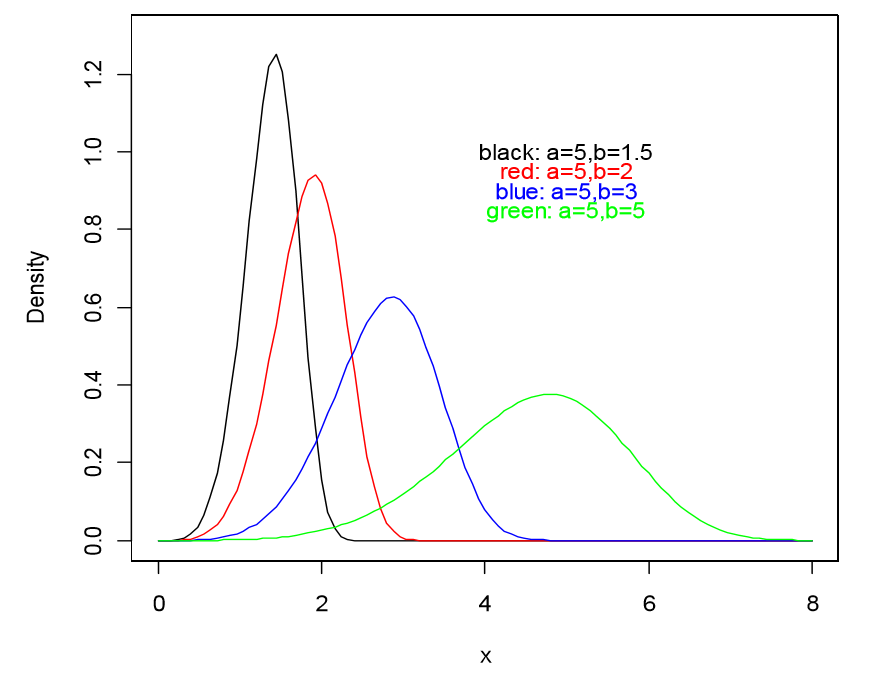 1.2
1.0
0.8
0.6
0.4
0.2
0.0
Density
black: a=5,b=1.5
red: a=5,b=2
blue: a=5,b=3
green: a=5,b=5
0 2 4 6 8
x